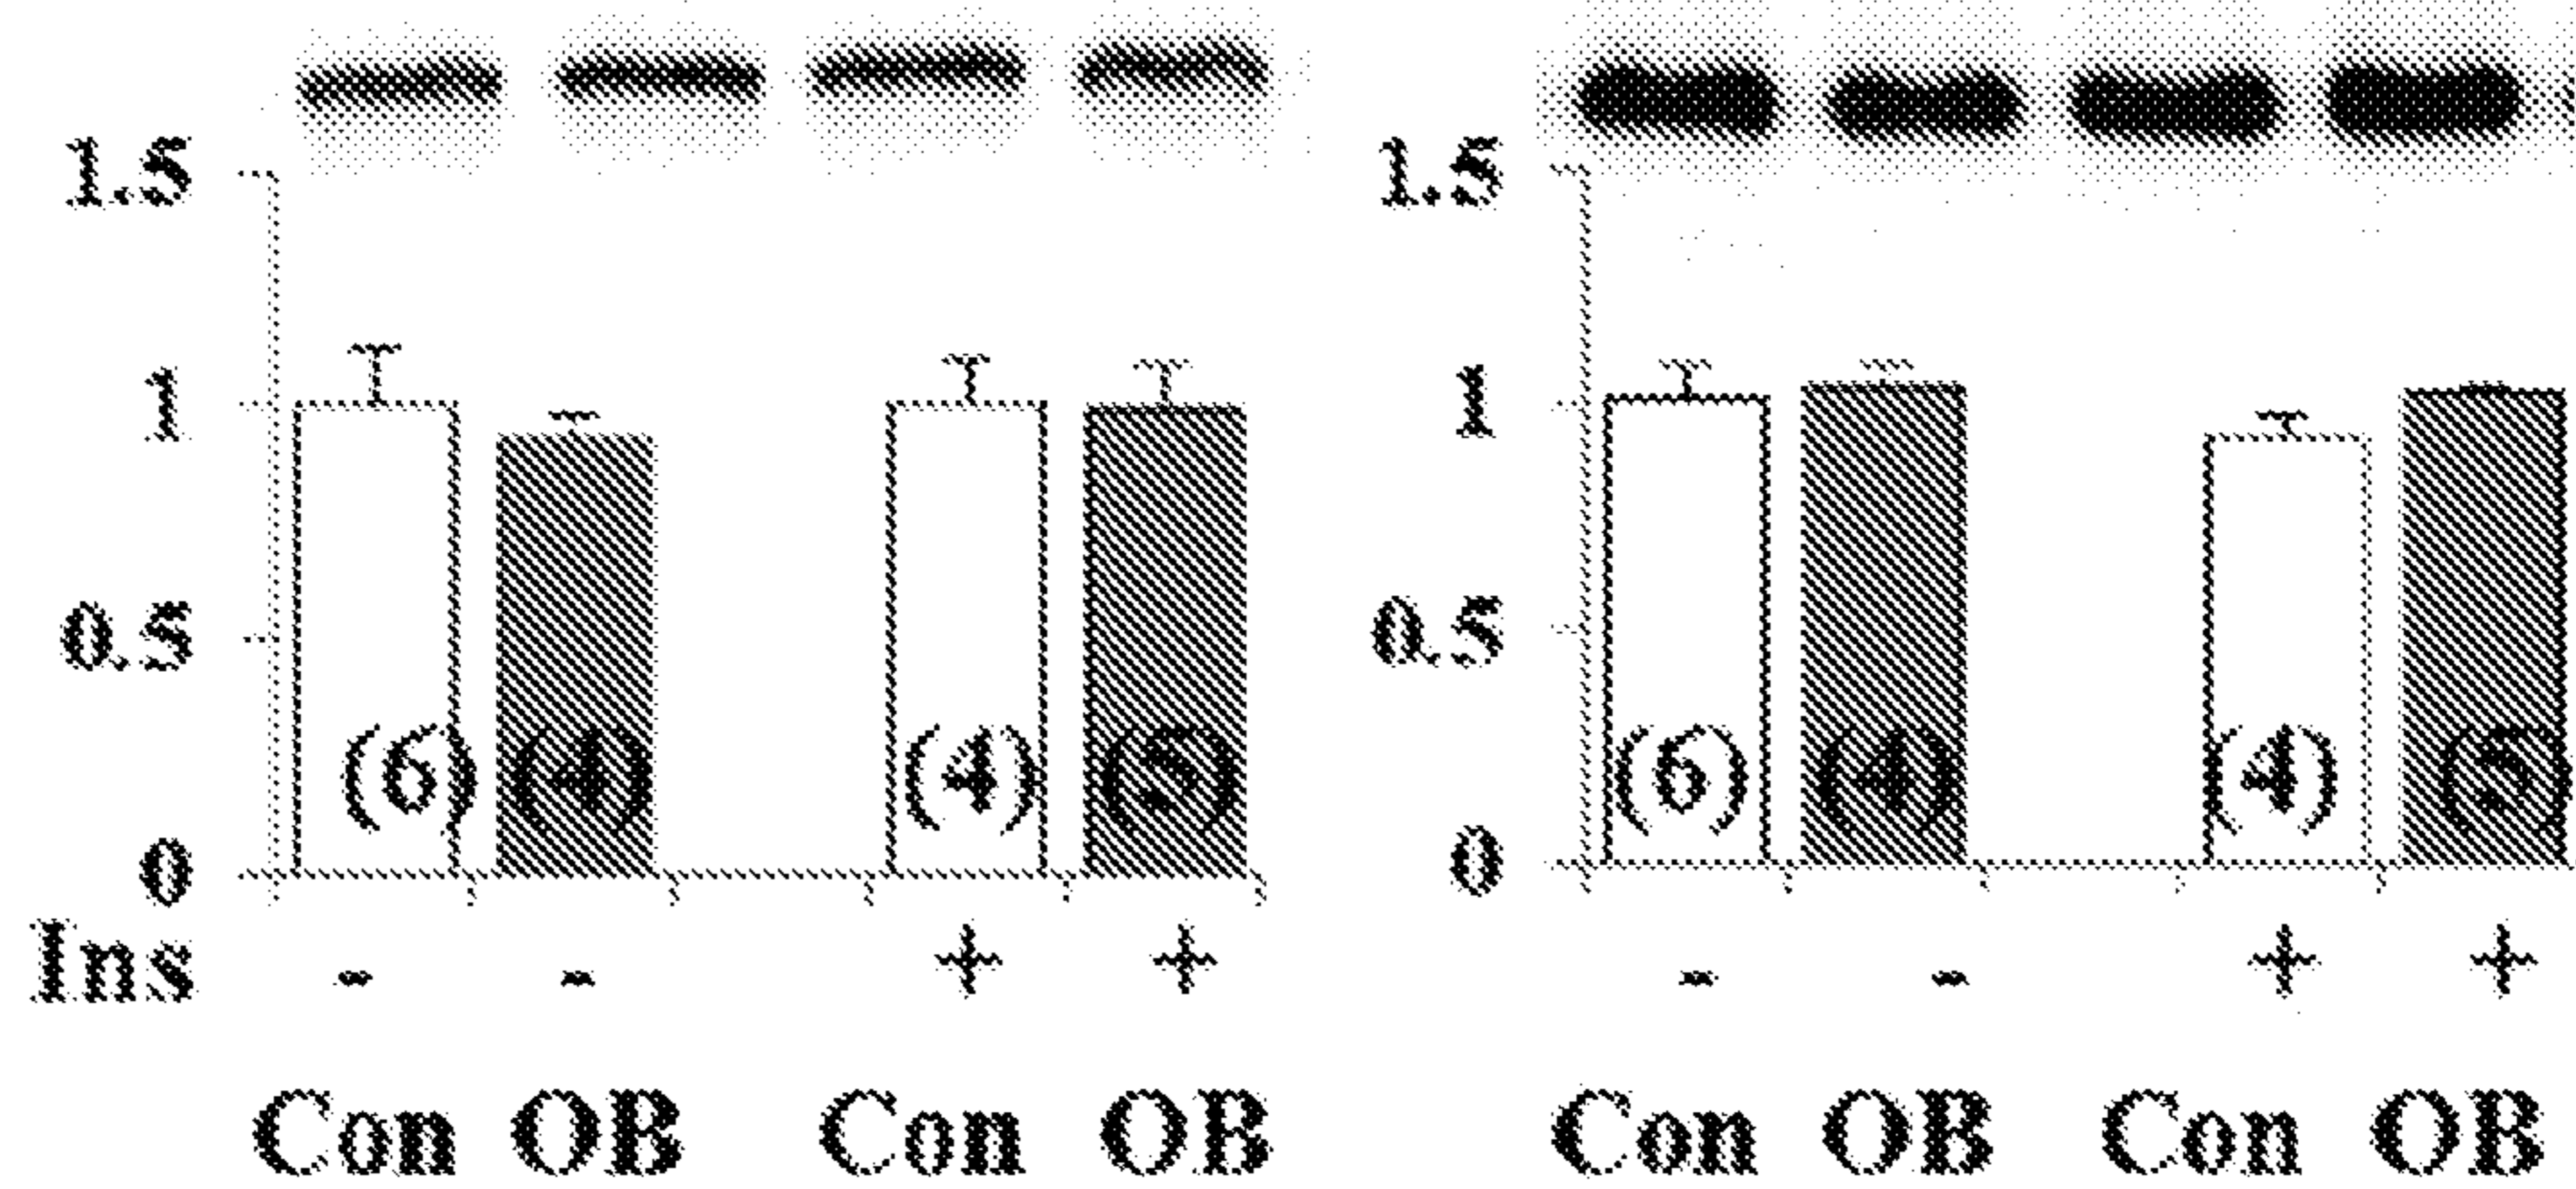 1.5 1.5
1 1
0.5 0.5
(6) (4) (4) (5) (6) (4) (4) (5)
0 0
Ins - - + + - - + +
Con OB Con OB Con OB Con OB